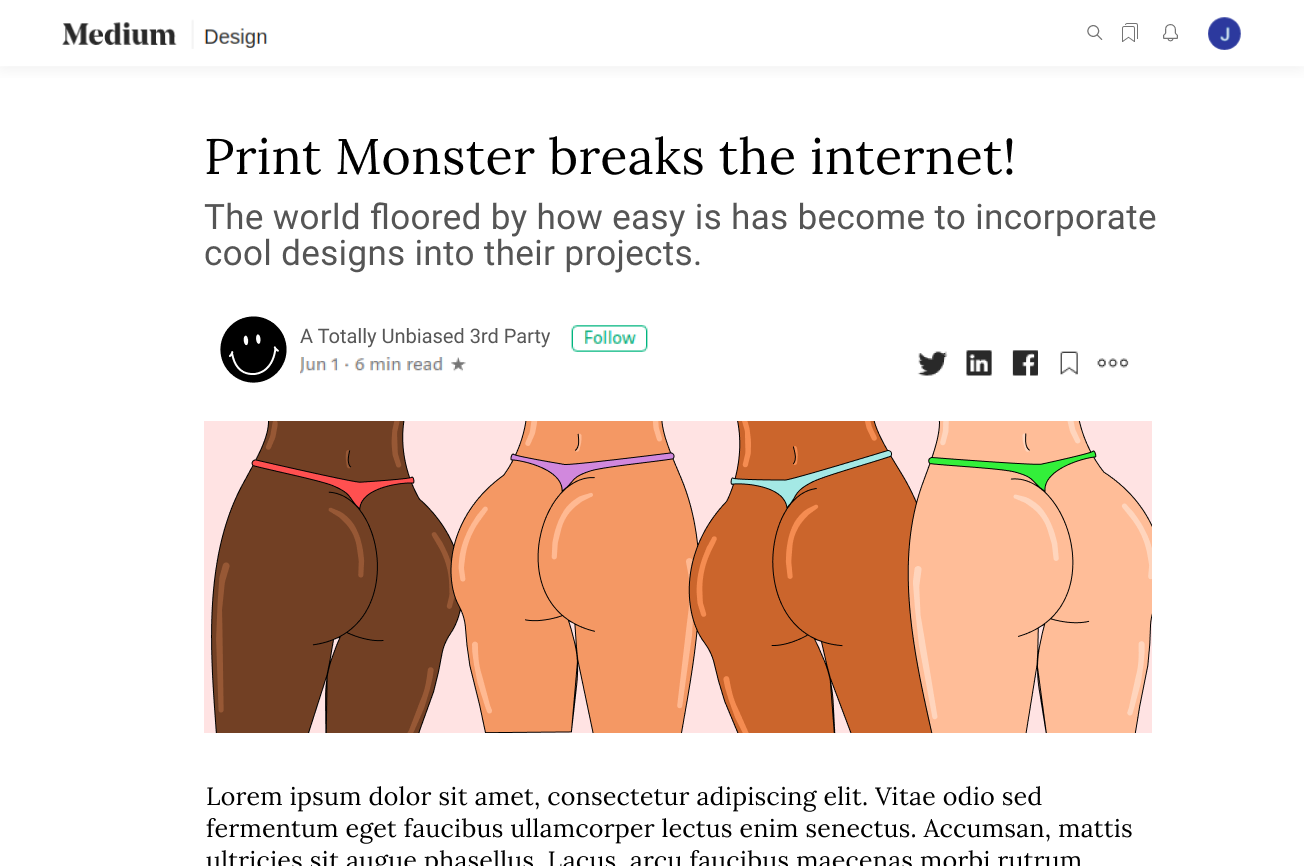 Medium Design J
Print Monster breaks the internet!
The world floored by how easy is has become to incorporate
cool designs into their projects.
A Totally Unbiased 3rd Party Follow
Jun 1 · 6 min read ★
in f
Lorem ipsum dolor sit amet, consectetur adipiscing elit. Vitae odio sed
fermentum eget faucibus ullamcorper lectus enim senectus. Accumsan, mattis
ultricies sit augue phasellus. Lacus, arcu faucibus maecenas morbi rutrum